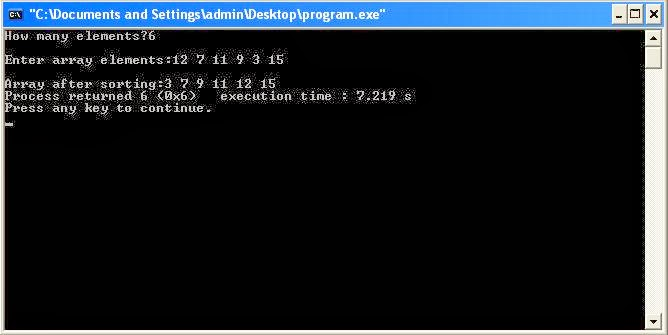 "C:\Documents and Settings\admin\Desktop\program.exe"
How many elements?6
Enter array elements:12 7 11 9 3 15
Array after sorting:3 7 9 11 12 15
Process returned 6 (0x6)   execution time : 7.219 s
Press any key to continue.